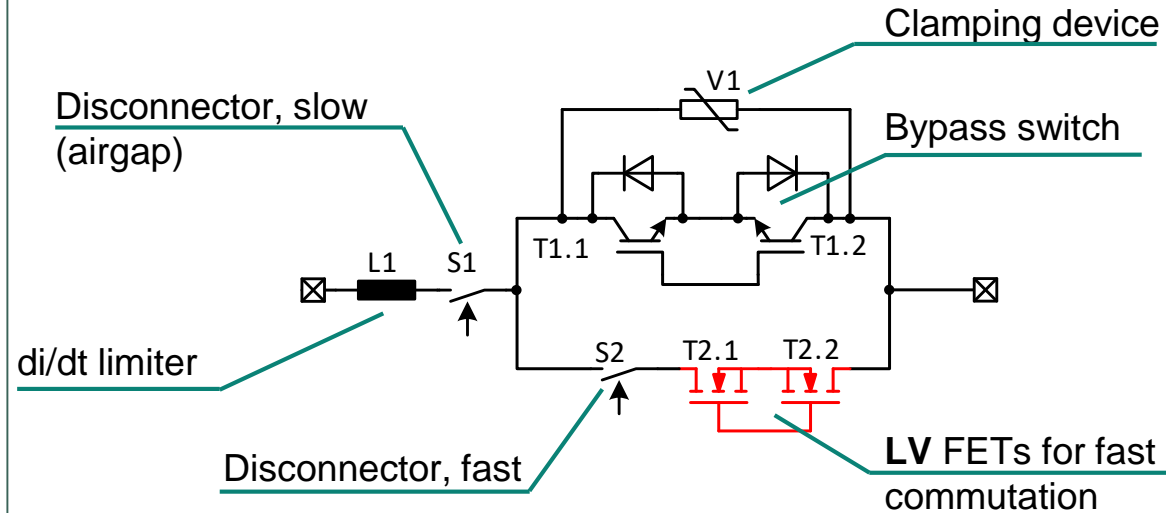 Clamping device
V1
Disconnector, slow
(airgap)
Bypass switch
T1.1
T1.2
L1
S1
di/dt limiter
S2
T2.1
T2.2
Disconnector, fast
LV FETs for fast
commutation